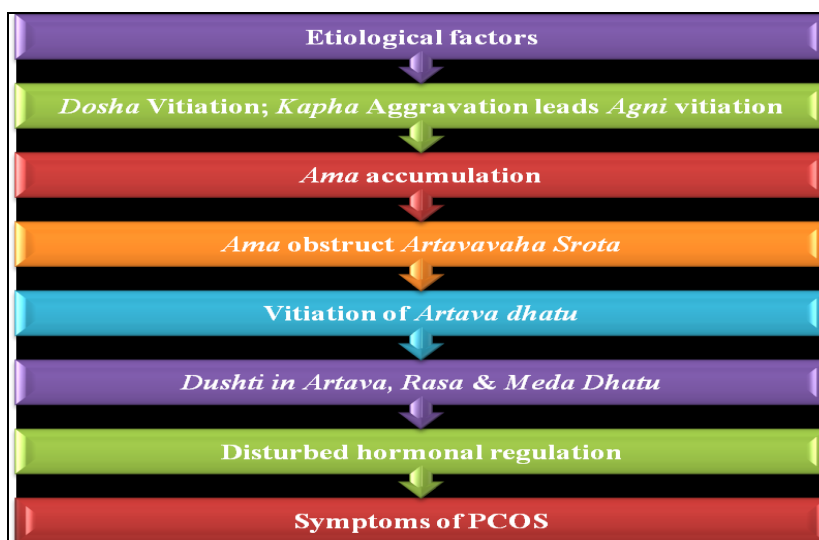 Etiological factors
Dosha Vitiation; Kapha Aggravation leads Agni vitiation
Ama accumulation
Ama obstruct Artavavaha Srota
Vitiation of Artava dhatu
Dushti in Artava, Rasa & Meda Dhatu
Disturbed hormonal regulation
Symptoms of PCOS